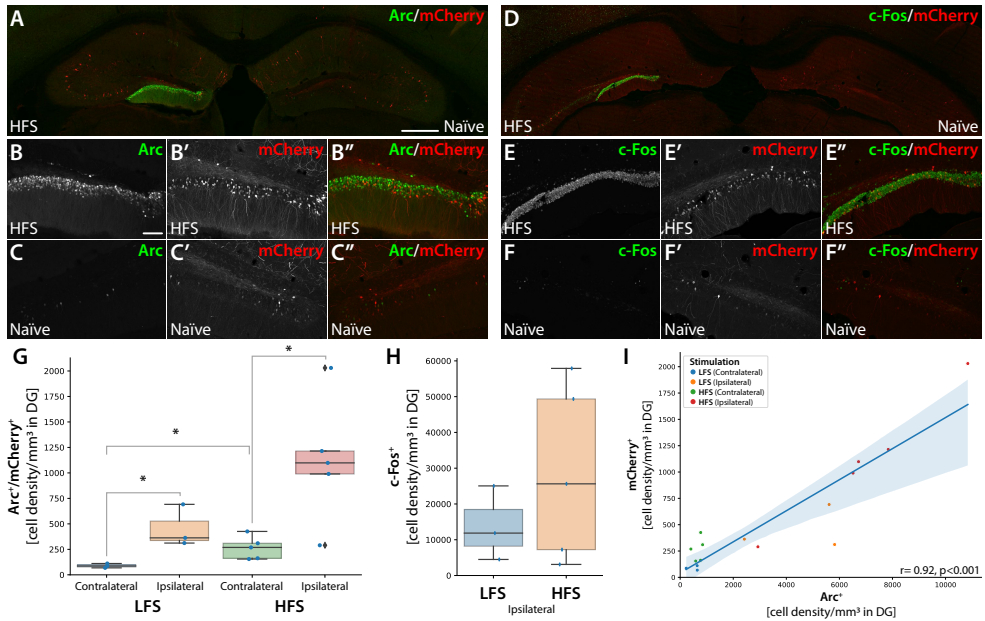 A
Arc/mCherry
HFS
Naïve
D
c-Fos/mCherry
HFS
Naïve
B
Arc
HFS
B′
mCherry
B″
Arc/mCherry
HFS
E
c-Fos
HFS
E′
mCherry
HFS
E″
c-Fos/mCherry
HFS
C
Arc
Naïve
C′
mCherry
C″
Arc/mCherry
Naïve
F
c-Fos
Naïve
F′
mCherry
F″
c-Fos/mCherry
Naïve
G
Arc⁺/mCherry⁺
[cell density/mm³ in DG]
2000
1750
1500
1250
1000
750
500
250
0
*
*
*
Contralateral
Ipsilateral
Contralateral
Ipsilateral
LFS
HFS
H
c-Fos⁺
[cell density/mm³ in DG]
60000
50000
40000
30000
20000
10000
0
LFS
HFS
Ipsilateral
I
mCherry⁺
[cell density/mm³ in DG]
2000
1750
1500
1250
1000
750
500
250
0
Stimulation
LFS (Contralateral)
LFS (Ipsilateral)
HFS (Contralateral)
HFS (Ipsilateral)
r= 0.92, p<0.001
0
2000
4000
6000
8000
10000
Arc⁺
[cell density/mm³ in DG]